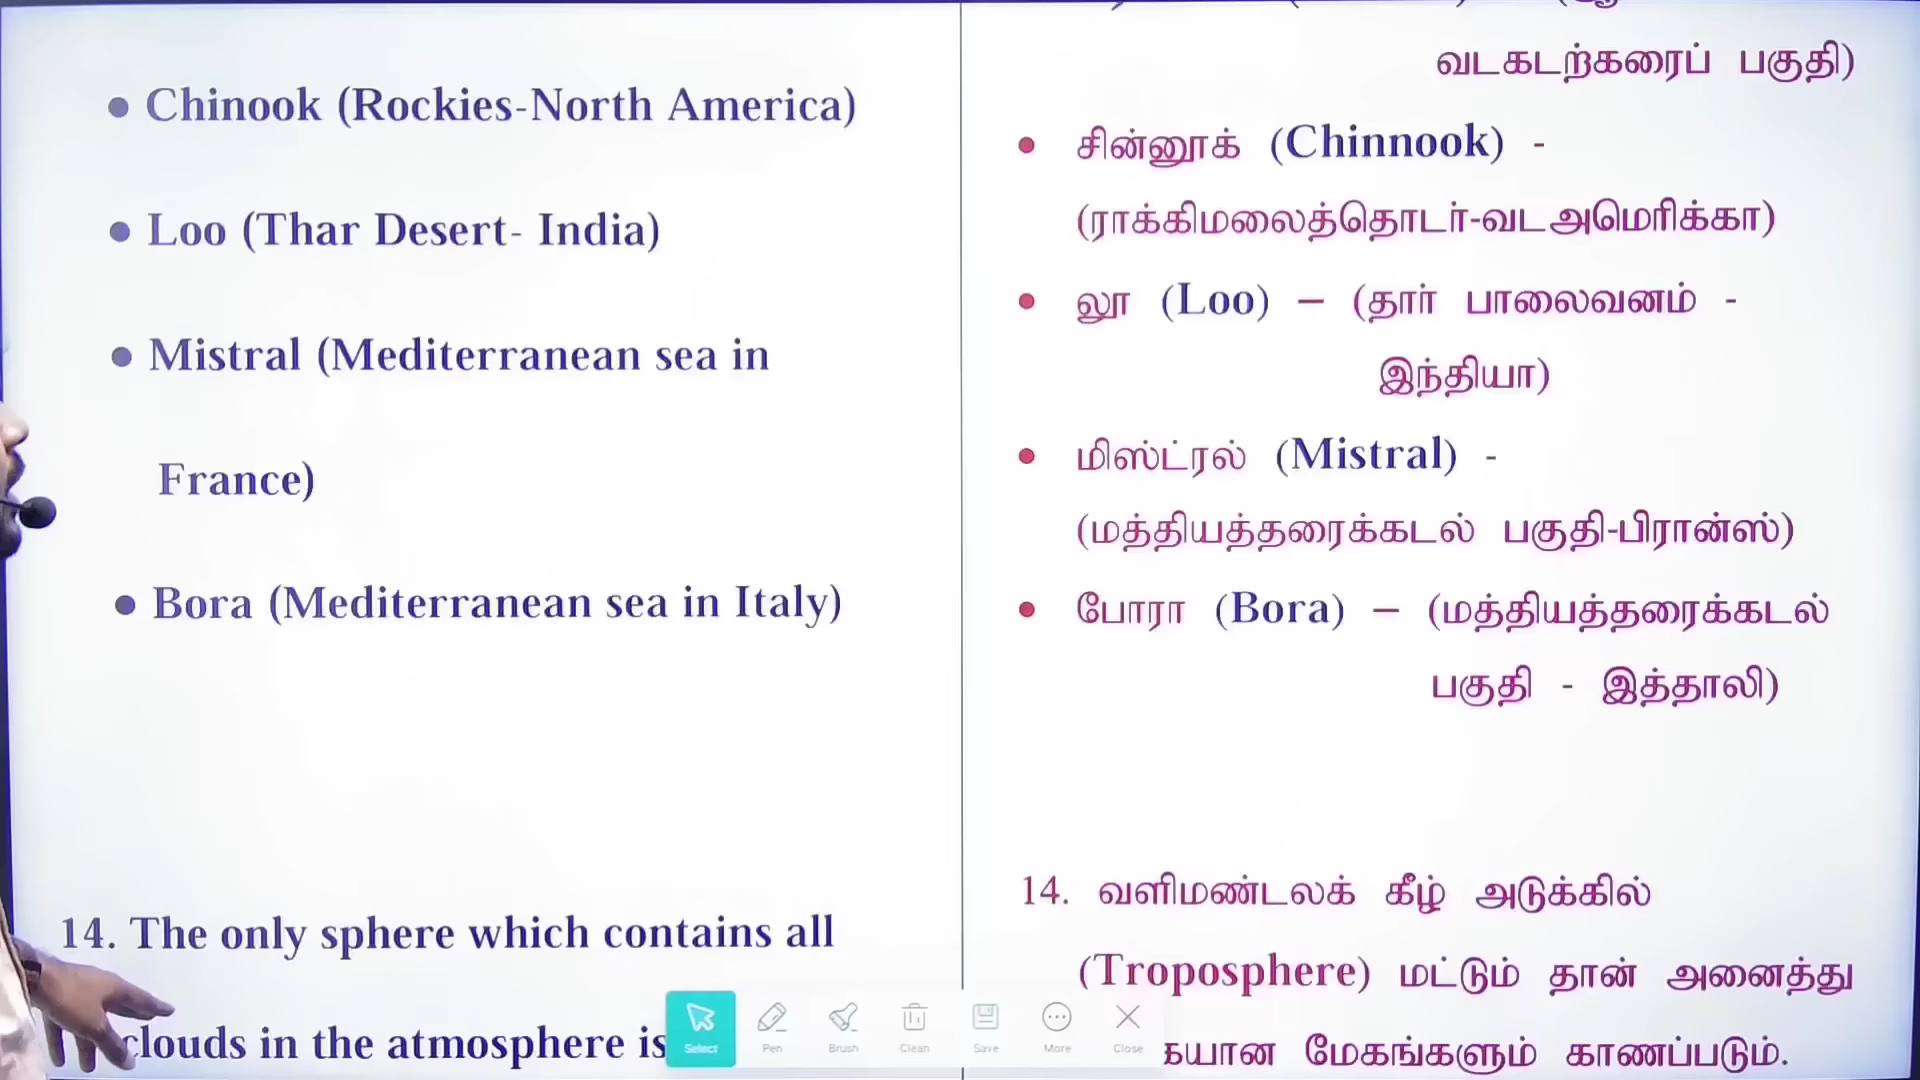 ● Chinook (Rockies-North America)
● Loo (Thar Desert- India)
● Mistral (Mediterranean sea in
France)
● Bora (Mediterranean sea in Italy)
14. The only sphere which contains all
clouds in the atmosphere is
வடகடற்கரைப் பகுதி)
● சின்னூக் (Chinnook) -
(ராக்கிமலைத்தொடர்-வடஅமெரிக்கா)
● லூ (Loo) – (தார் பாலைவனம் -
இந்தியா)
● மிஸ்ட்ரல் (Mistral) -
(மத்தியத்தரைக்கடல் பகுதி-பிரான்ஸ்)
● போரா (Bora) – (மத்தியத்தரைக்கடல்
பகுதி - இத்தாலி)
14. வளிமண்டலக் கீழ் அடுக்கில்
(Troposphere) மட்டும் தான் அனைத்து
கயான மேகங்களும் காணப்படும்.
Select Pen Brush Clean Save More Close